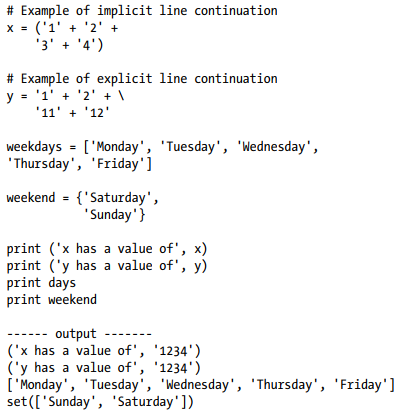 # Example of implicit line continuation
x = ('1' + '2' +
    '3' + '4')

# Example of explicit line continuation
y = '1' + '2' + \
    '11' + '12'

weekdays = ['Monday', 'Tuesday', 'Wednesday',
'Thursday', 'Friday']

weekend = {'Saturday',
           'Sunday'}

print ('x has a value of', x)
print ('y has a value of', y)
print days
print weekend

------ output -------
('x has a value of', '1234')
('y has a value of', '1234')
['Monday', 'Tuesday', 'Wednesday', 'Thursday', 'Friday']
set(['Sunday', 'Saturday'])